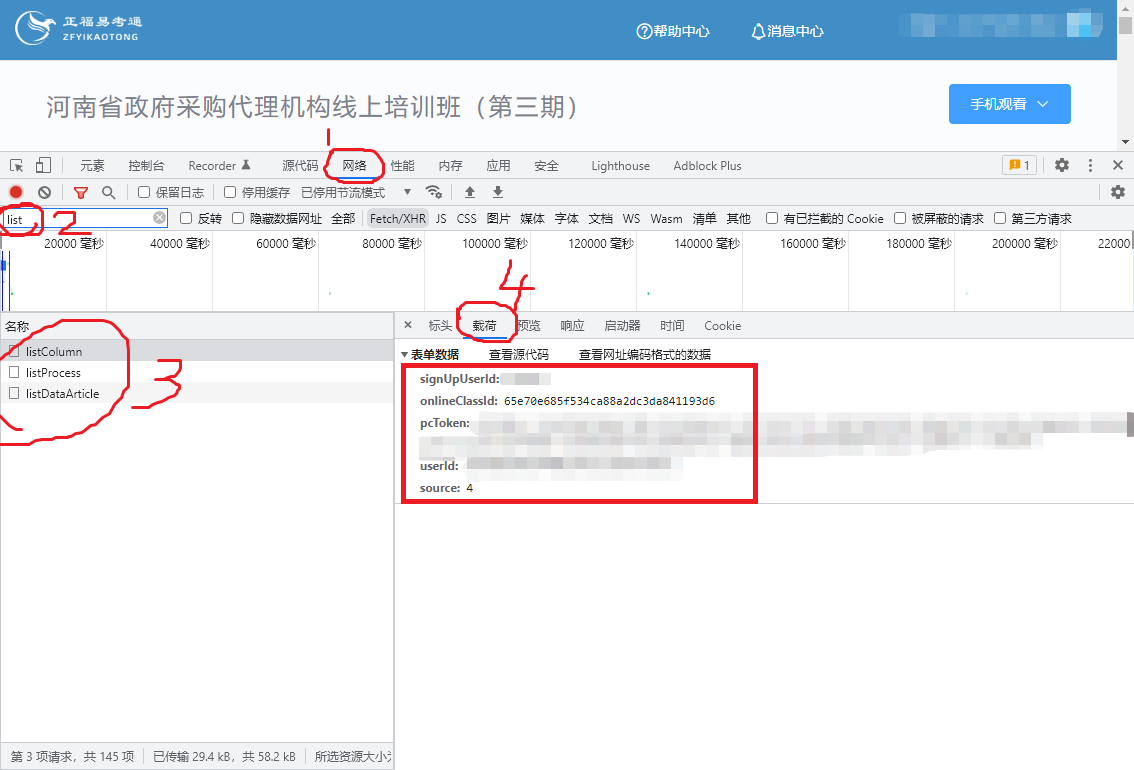 正福易考通
ZFYIKAOTONG
帮助中心
消息中心
河南省政府采购代理机构线上培训班（第三期）
手机观看
1
元素 控制台 Recorder 源代码 网络 性能 内存 应用 安全 Lighthouse Adblock Plus 1
保留日志 停用缓存 已停用节流模式
list 2 反转 隐藏数据网址 全部 Fetch/XHR JS CSS 图片 媒体 字体 文档 WS Wasm 清单 其他 有已拦截的 Cookie 被屏蔽的请求 第三方请求
20000 毫秒 40000 毫秒 60000 毫秒 80000 毫秒 100000 毫秒 120000 毫秒 140000 毫秒 160000 毫秒 180000 毫秒 200000 毫秒 22000
4
名称
标头 载荷 预览 响应 启动器 时间 Cookie
listColumn
listProcess
listDataArticle
3
表单数据 查看源代码 查看网址编码格式的数据
signUpUserId:
onlineClassId: 65e70e685f534ca88a2dc3da841193d6
pcToken:
userId:
source: 4
第 3 项请求，共 145 项 已传输 29.4 kB，共 58.2 kB 所选资源大小